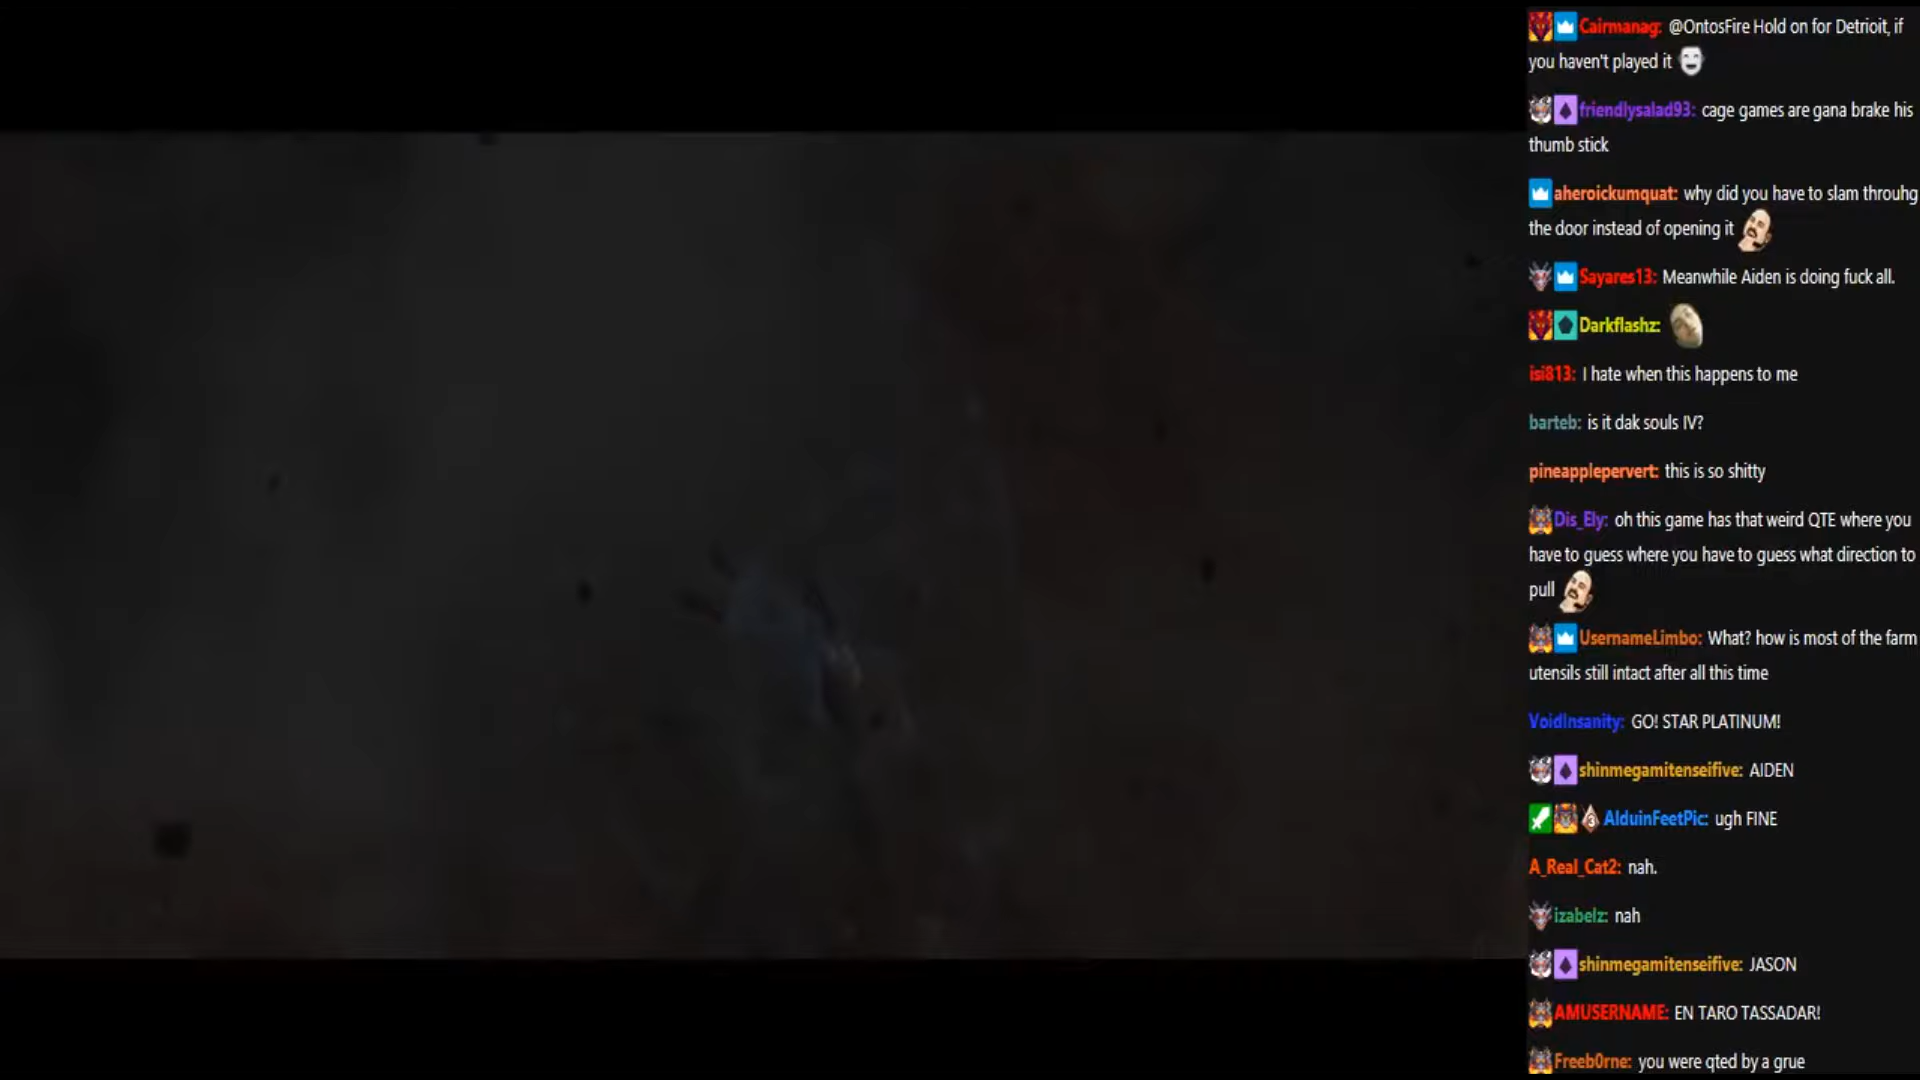 Cairmanag: @OntosFire Hold on for Detrioit, if
you haven't played it
friendlysalad93: cage games are gana brake his
thumb stick
aheroickumquat: why did you have to slam throuhg
the door instead of opening it
Sayares13: Meanwhile Aiden is doing fuck all.
Darkflashz:
isi813: I hate when this happens to me
barteb: is it dak souls IV?
pineapplepervert: this is so shitty
Dis_Ely: oh this game has that weird QTE where you
have to guess where you have to guess what direction to
pull
UsernameLimbo: What? how is most of the farm
utensils still intact after all this time
VoidInsanity: GO! STAR PLATINUM!
shinmegamitenseifive: AIDEN
3 AlduinFeetPic: ugh FINE
A_Real_Cat2: nah.
izabelz: nah
shinmegamitenseifive: JASON
AMUSERNAME: EN TARO TASSADAR!
Freeb0rne: you were qted by a grue